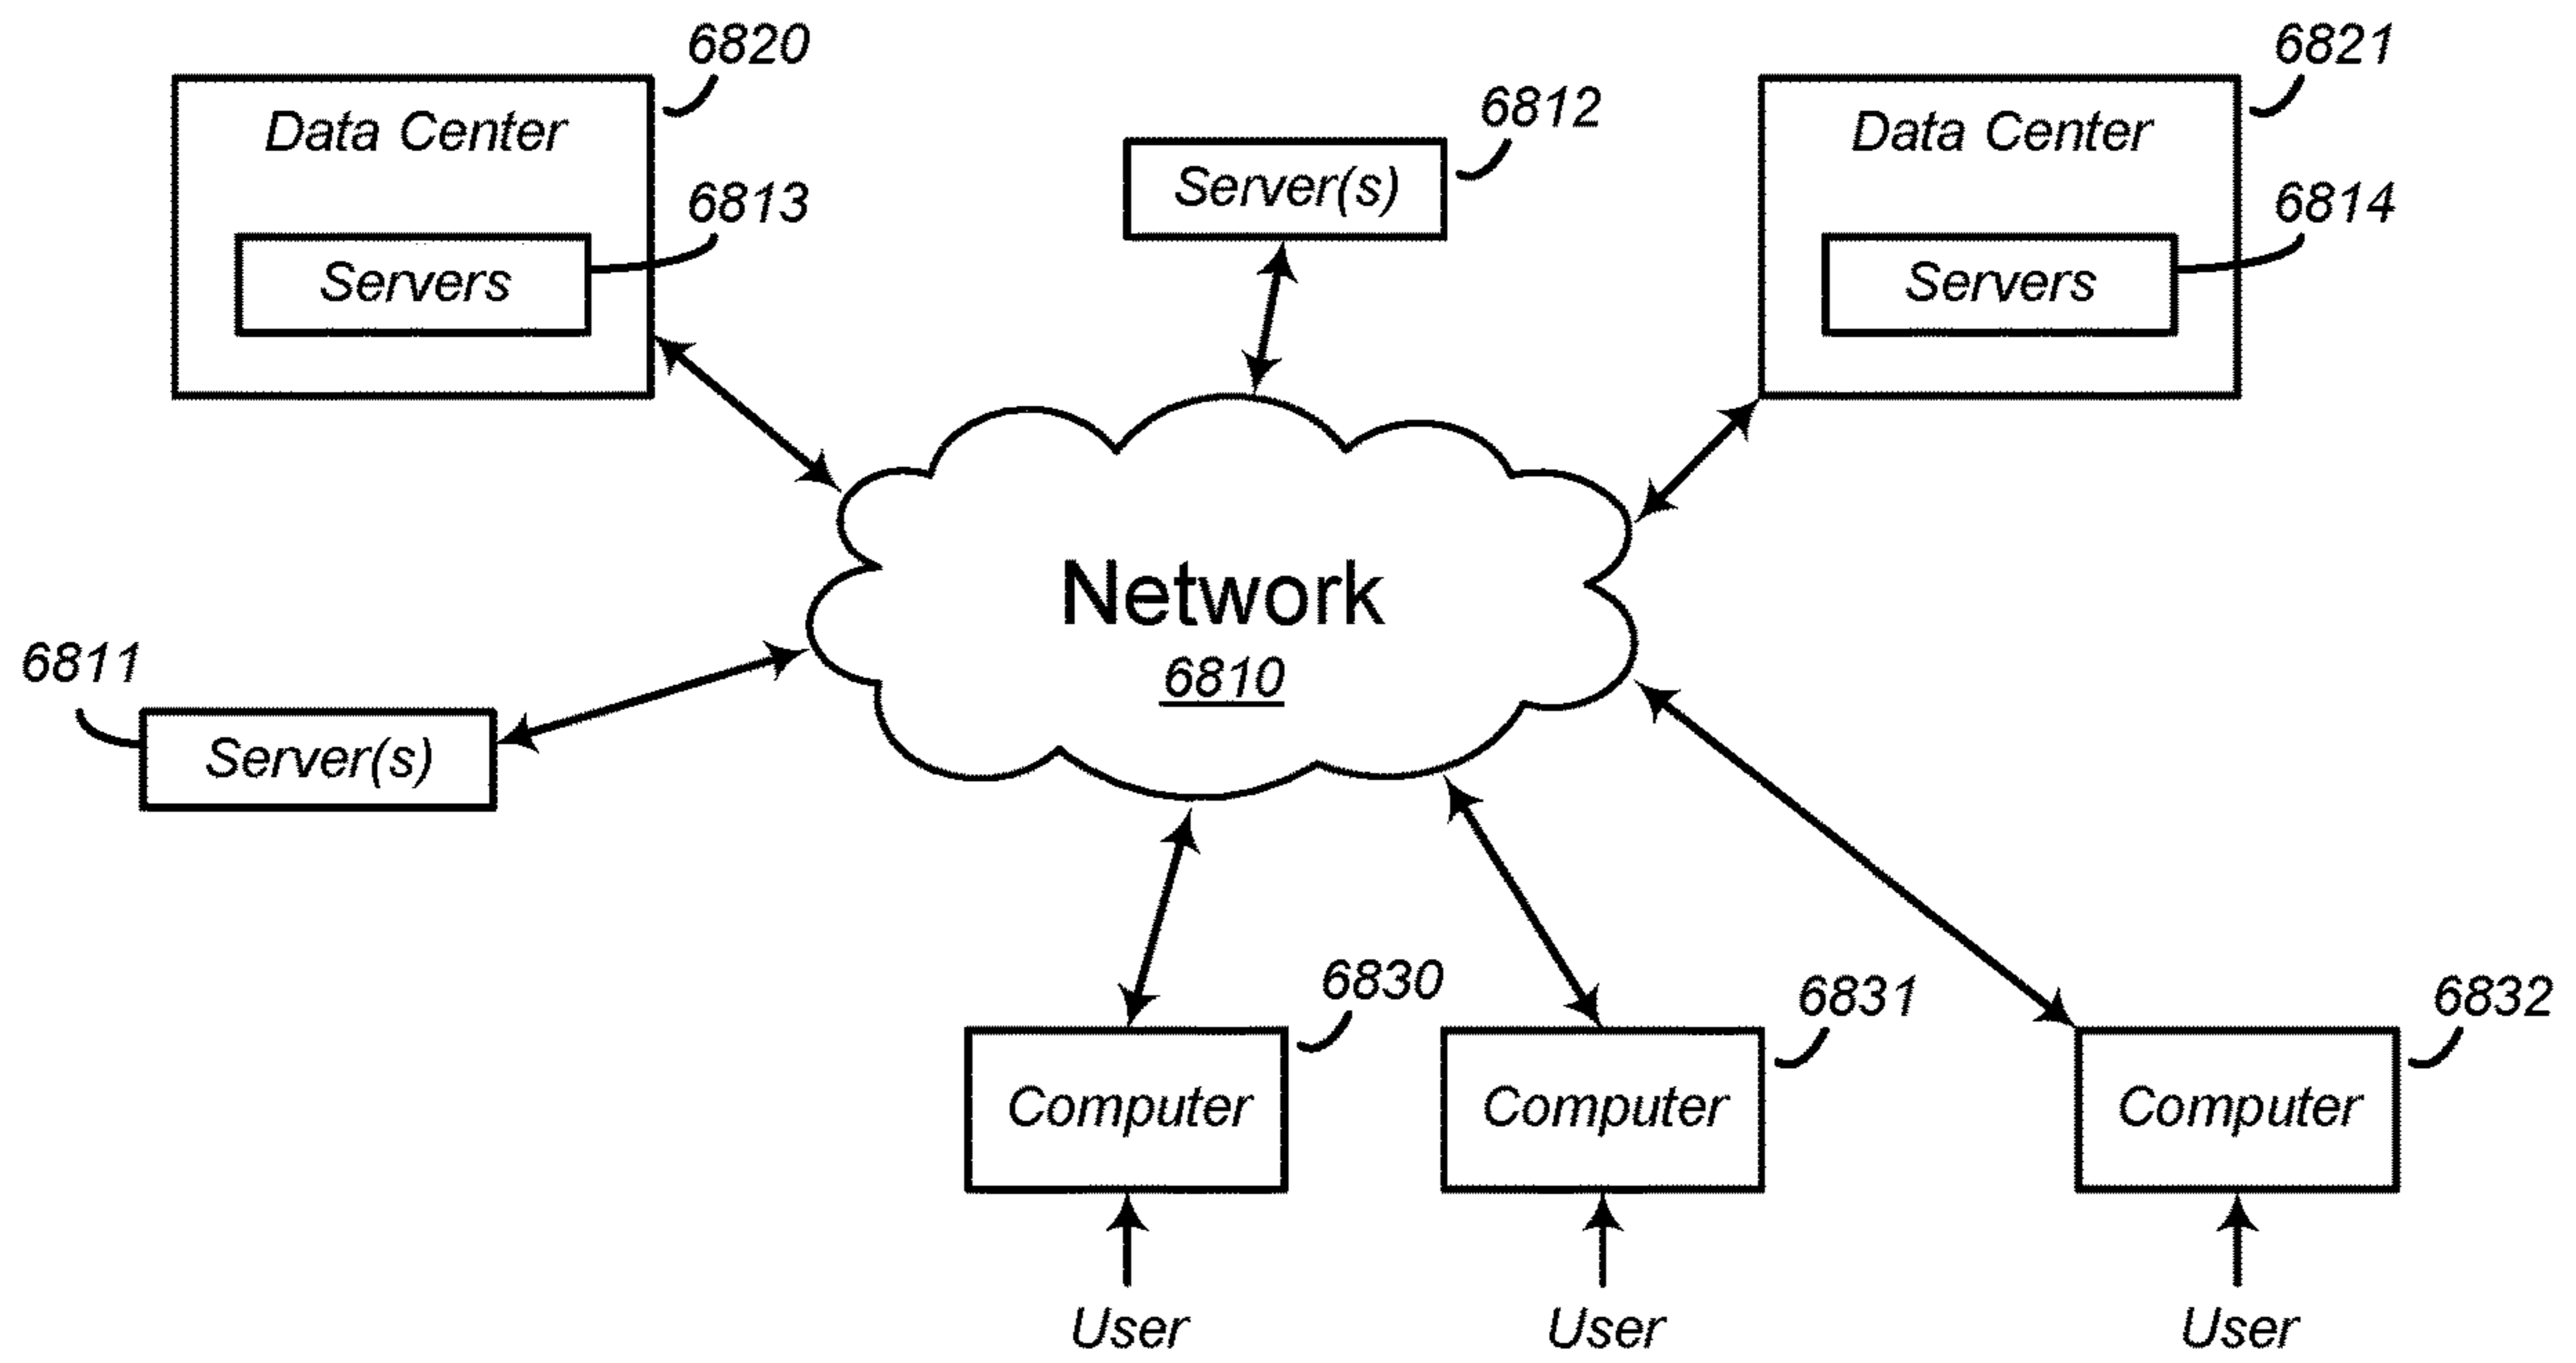 6820
6821
Data Center
6812
Data Center
Server(s)
6813
6814
Servers
Servers
Network
6810
6811
Server(s)
6830
6831
6832
Computer
Computer
Computer
User
User
User